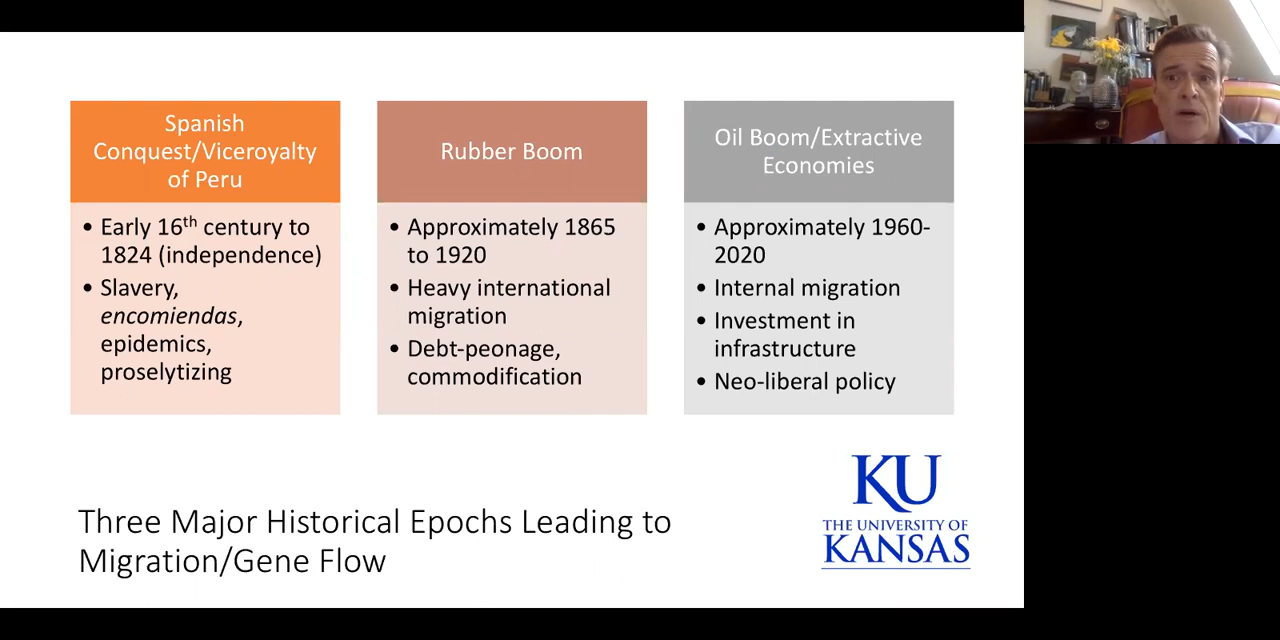 Spanish
Conquest/Viceroyalty
of Peru
• Early 16th century to
1824 (independence)
• Slavery,
encomiendas,
epidemics,
proselytizing
Rubber Boom
• Approximately 1865
to 1920
• Heavy international
migration
• Debt-peonage,
commodification
Oil Boom/Extractive
Economies
• Approximately 1960-
2020
• Internal migration
• Investment in
infrastructure
• Neo-liberal policy
Three Major Historical Epochs Leading to
Migration/Gene Flow
KU
THE UNIVERSITY OF
KANSAS